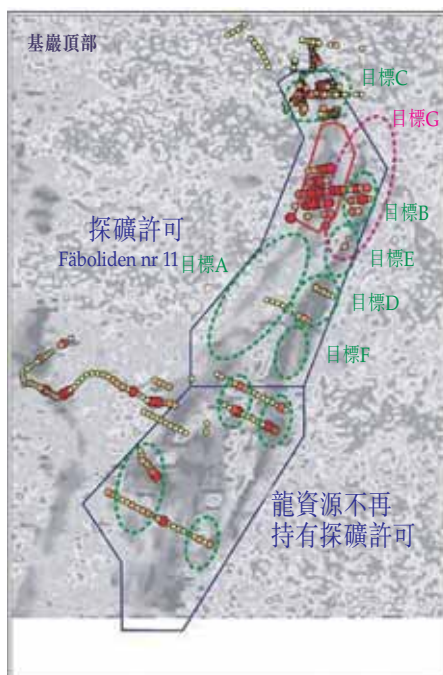 基巖頂部
目標C
目標G
目標B
探礦許可
Fäboliden nr 11
目標A
目標E
目標D
目標F
龍資源不再
持有探礦許可